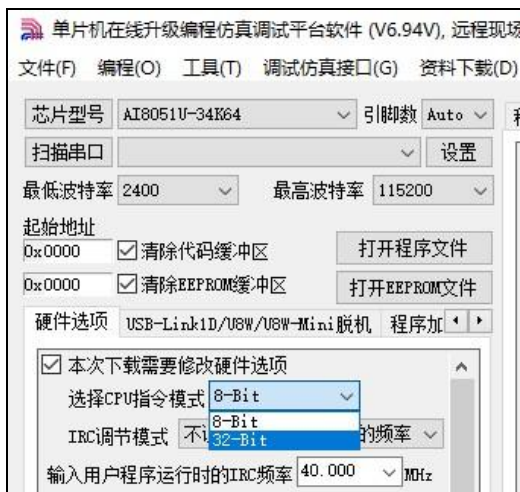 单片机在线升级编程仿真调试平台软件 (V6.94V), 远程现场
文件(F) 编程(O) 工具(T) 调试仿真接口(G) 资料下载(D)
芯片型号 AI8051U-34K64 引脚数 Auto
扫描串口 设置
最低波特率 2400 最高波特率 115200
起始地址
0x0000 清除代码缓冲区 打开程序文件
0x0000 清除EEPROM缓冲区 打开EEPROM文件
硬件选项 USB-Link1D/U8W/U8W-Mini脱机 程序加
本次下载需要修改硬件选项
选择CPU指令模式 8-Bit
8-Bit
32-Bit
IRC调节模式 的频率
输入用户程序运行时的IRC频率 40.000 MHz